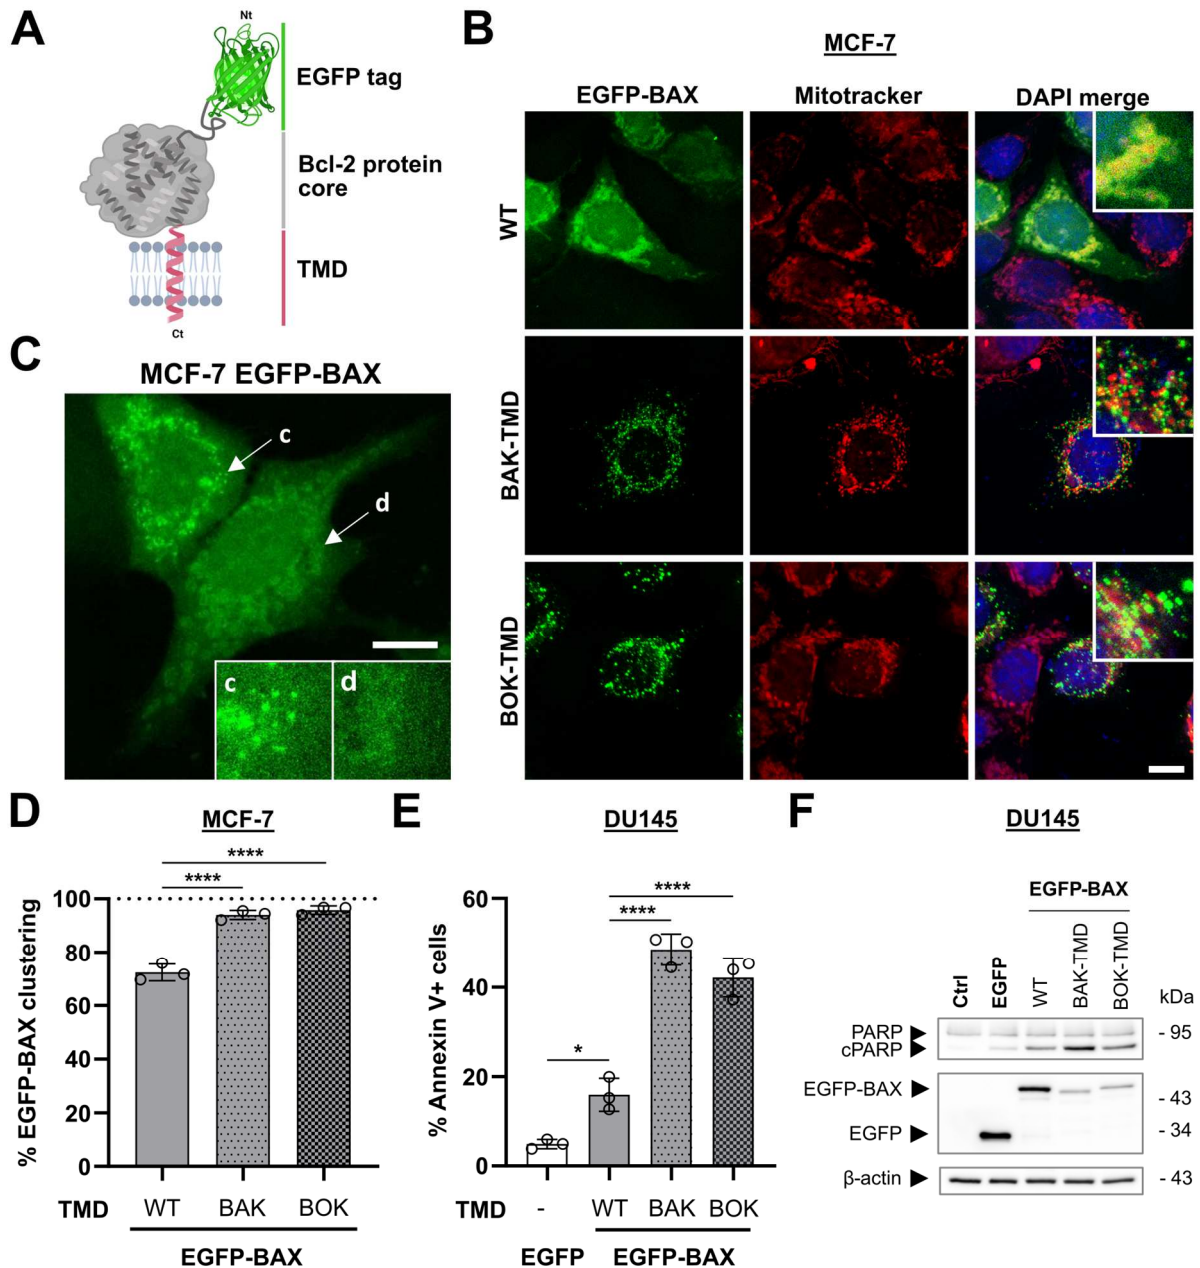 A
Nt
EGFP tag
Bcl-2 protein
core
TMD
Ct
B
MCF-7
EGFP-BAX
Mitotracker
DAPI merge
WT
BAK-TMD
BOK-TMD
C
MCF-7 EGFP-BAX
c
d
c
d
D
MCF-7
****
****
% EGFP-BAX clustering
100
80
60
40
20
0
TMD
WT
BAK
BOK
EGFP-BAX
E
DU145
****
****
*
% Annexin V+ cells
60
40
20
0
TMD
-
WT
BAK
BOK
EGFP
EGFP-BAX
F
DU145
EGFP-BAX
Ctrl
EGFP
WT
BAK-TMD
BOK-TMD
kDa
PARP
- 95
cPARP
EGFP-BAX
- 43
EGFP
- 34
β-actin
- 43